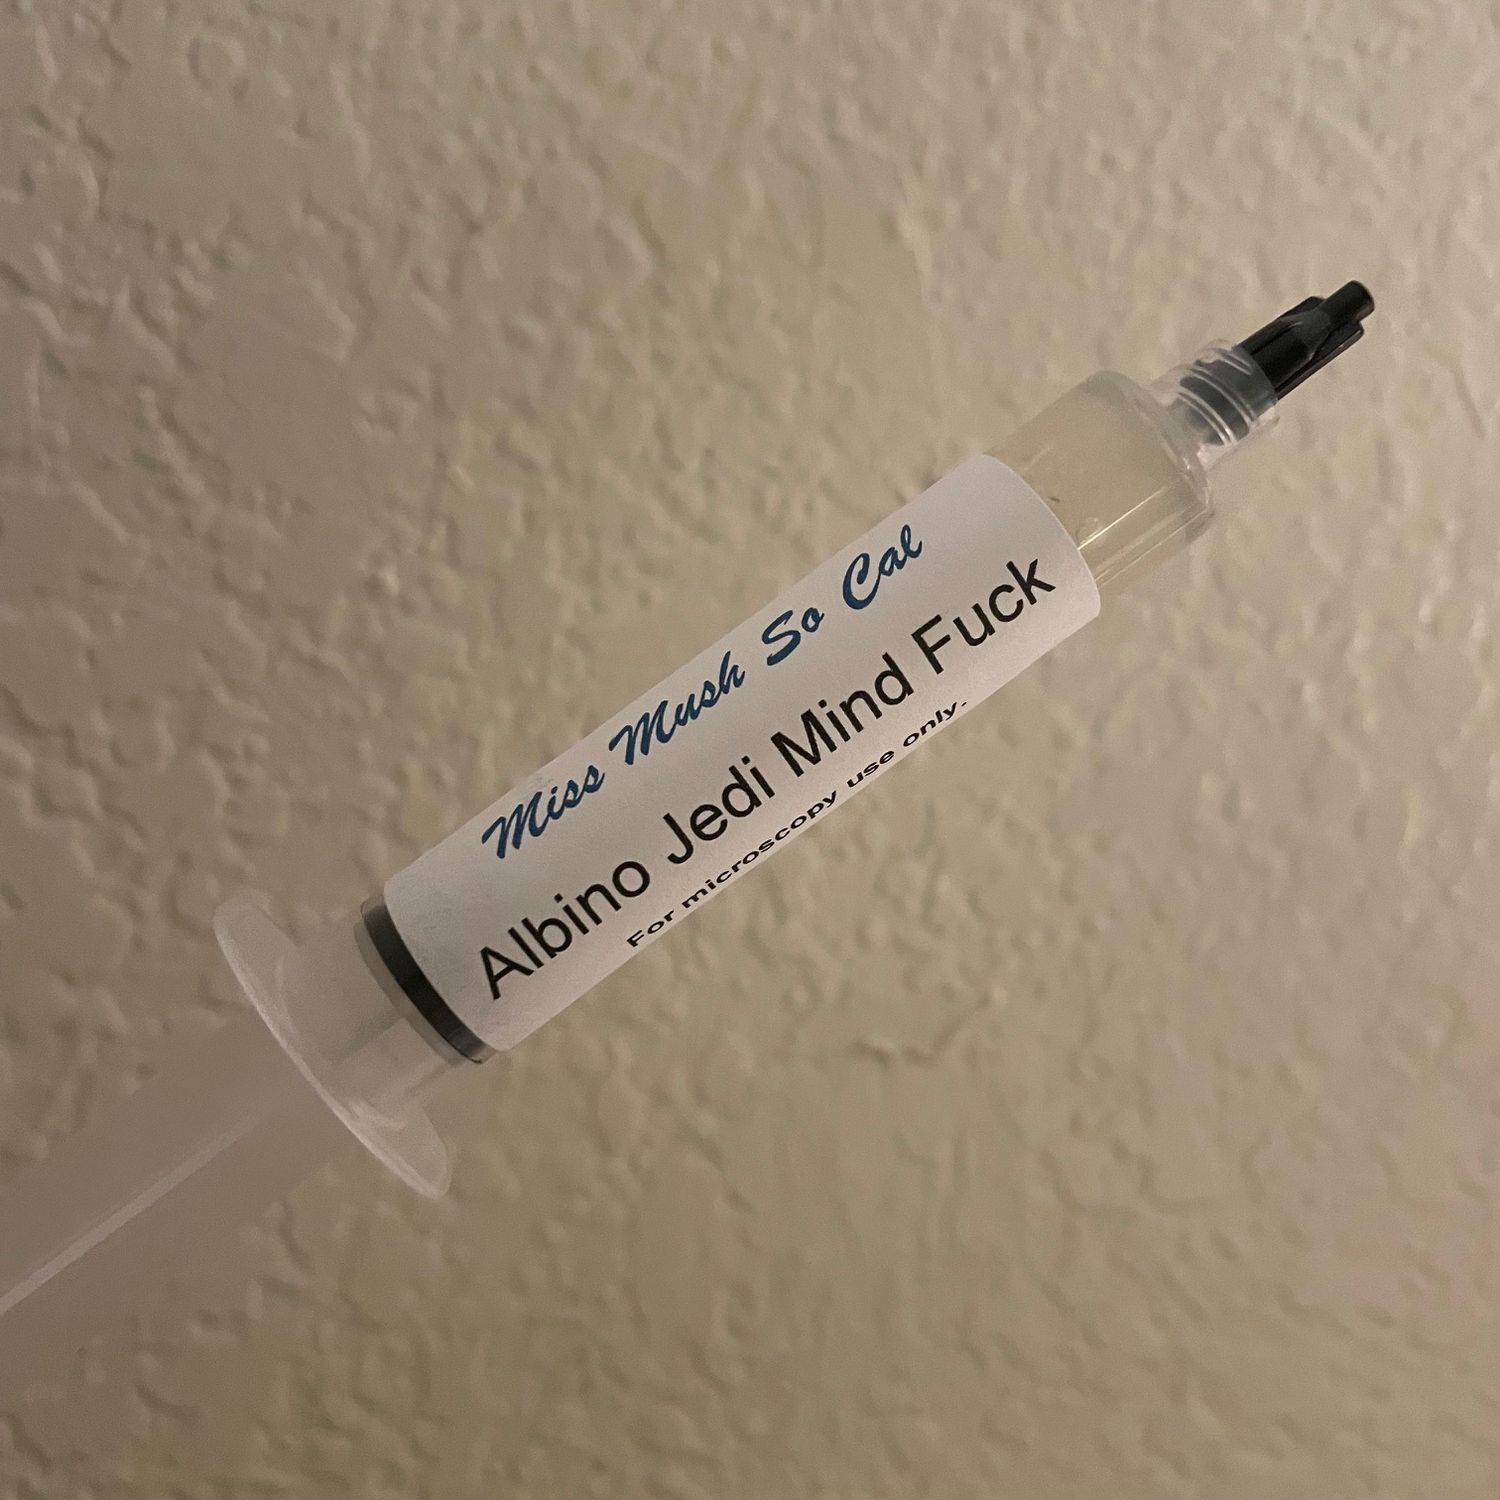 Miss Mush So Cal
Albino Jedi Mind Fuck
For microscopy use only.